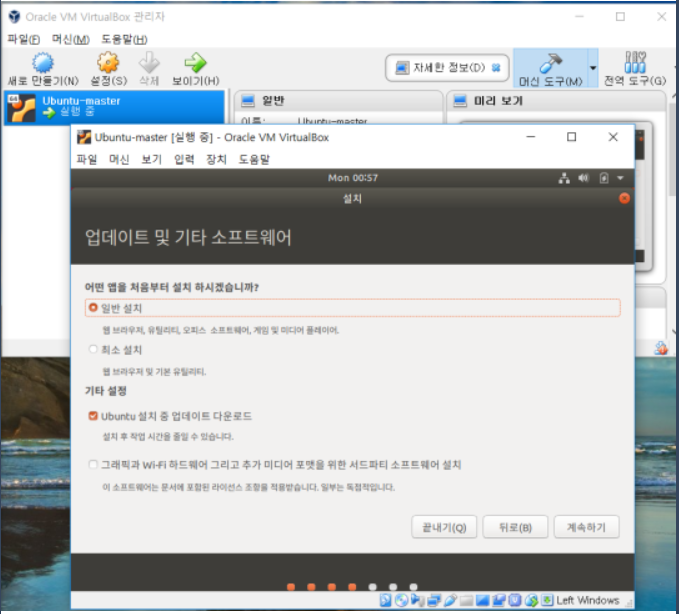 Oracle VM VirtualBox 관리자
파일(F) 머신(M) 도움말(H)
새로 만들기(N) 설정(S) 삭제 보이기(H)
자세한 정보(D) 머신 도구(M) 전역 도구(G)
64
Ubuntu-master
실행 중
일반
미리 보기
이름: Ubuntu-master
Ubuntu-master [실행 중] - Oracle VM VirtualBox
파일 머신 보기 입력 장치 도움말
Mon 00:57
설치
업데이트 및 기타 소프트웨어
어떤 앱을 처음부터 설치 하시겠습니까?
일반 설치
웹 브라우저, 유틸리티, 오피스 소프트웨어, 게임 및 미디어 플레이어.
최소 설치
웹 브라우저 및 기본 유틸리티.
기타 설정
Ubuntu 설치 중 업데이트 다운로드
설치 후 작업 시간을 줄일 수 있습니다.
그래픽과 Wi-Fi 하드웨어 그리고 추가 미디어 포맷을 위한 서드파티 소프트웨어 설치
이 소프트웨어는 문서에 포함된 라이선스 조항을 적용받습니다. 일부는 독점적입니다.
끝내기(Q) 뒤로(B) 계속하기
Left Windows